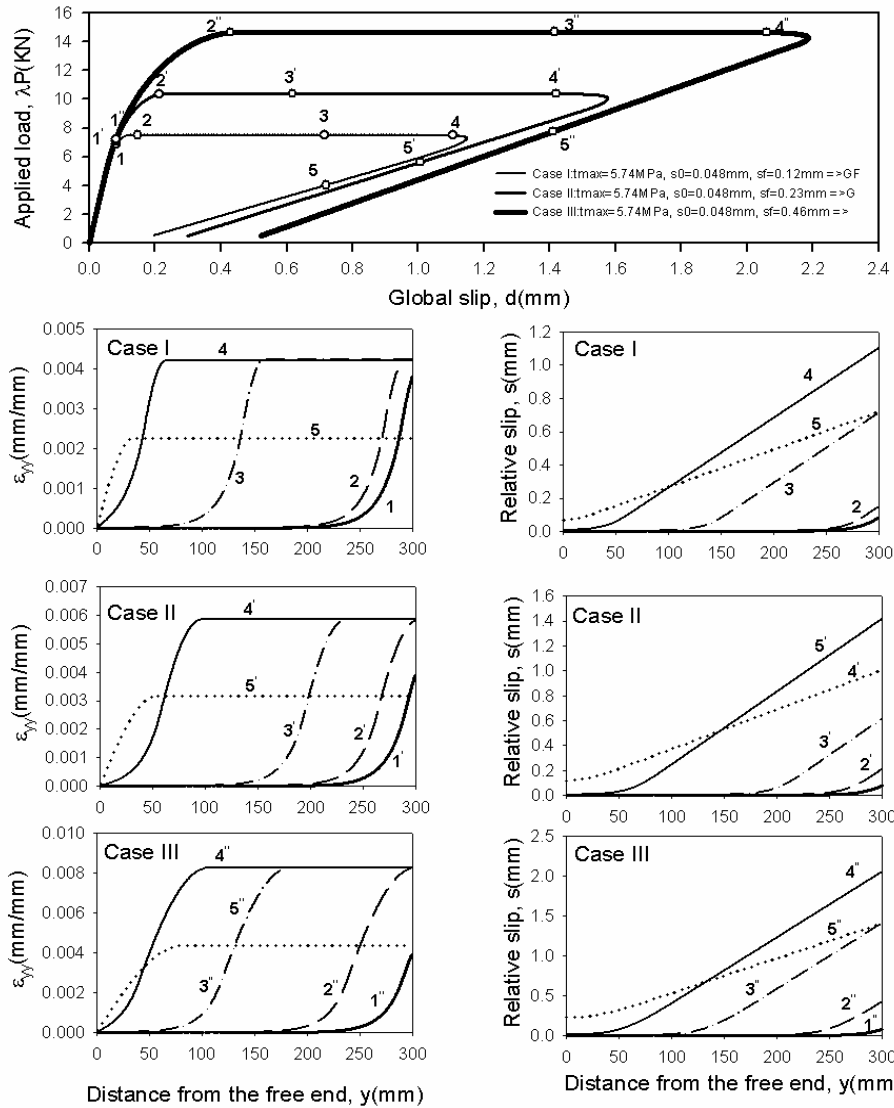 Applied load, λP(KN)
16
14
12
10
8
6
4
2
0
2'' 3'' 4''
2' 3' 4'
1' 1'' 2 3 4
1
5' 5''
5
Case I:tmax=5.74MPa, s0=0.048mm, sf=0.12mm =>GF
Case II:tmax=5.74MPa, s0=0.048mm, sf=0.23mm =>G
Case III:tmax=5.74MPa, s0=0.048mm, sf=0.46mm =>
0.0 0.2 0.4 0.6 0.8 1.0 1.2 1.4 1.6 1.8 2.0 2.2 2.4
Global slip, d(mm)
Case I
εyy(mm/mm)
0.005
0.004
0.003
0.002
0.001
0.000
4
5
3
2
1
0 50 100 150 200 250 300
Case I
Relative slip, s(mm)
1.2
1.0
0.8
0.6
0.4
0.2
0.0
4
5
3
2
1
0 50 100 150 200 250 300
Case II
εyy(mm/mm)
0.007
0.006
0.005
0.004
0.003
0.002
0.001
0.000
4'
5'
3'
2'
1'
0 50 100 150 200 250 300
Case II
Relative slip, s(mm)
1.6
1.4
1.2
1.0
0.8
0.6
0.4
0.2
0.0
5'
4'
3'
2'
1'
0 50 100 150 200 250 300
Case III
εyy(mm/mm)
0.010
0.008
0.006
0.004
0.002
0.000
4''
5''
3''
2''
1''
0 50 100 150 200 250 300
Distance from the free end, y(mm)
Case III
Relative slip, s(mm)
2.5
2.0
1.5
1.0
0.5
0.0
4''
5''
3''
2''
1''
0 50 100 150 200 250 300
Distance from the free end, y(mm